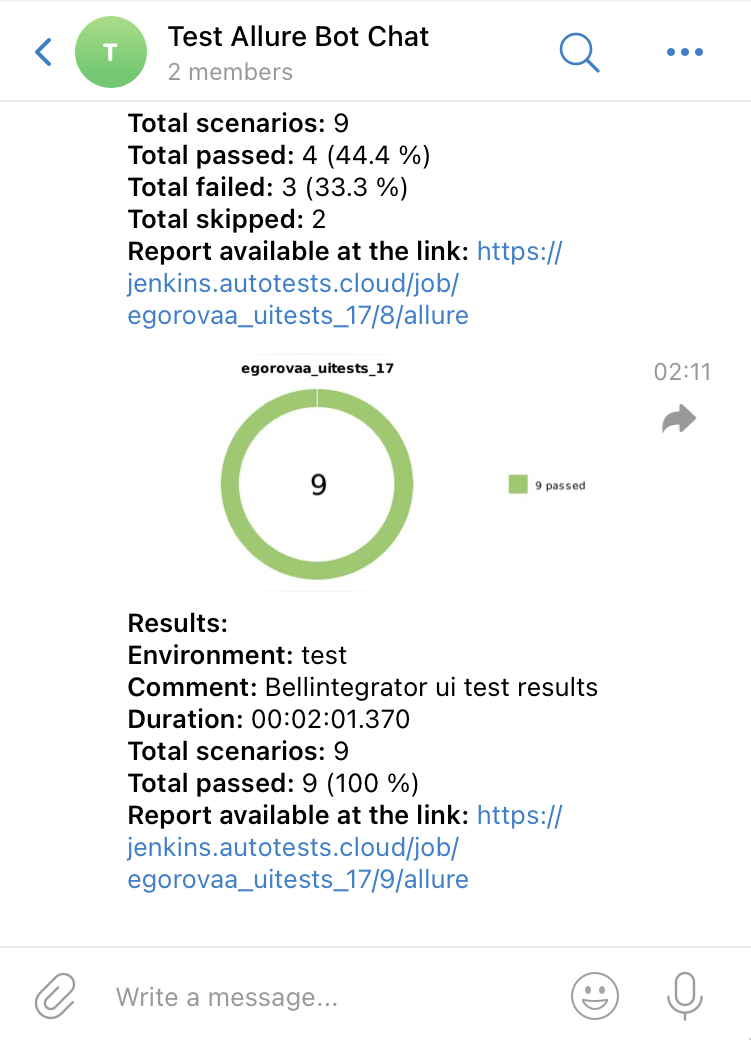 T
Test Allure Bot Chat
2 members
Total scenarios: 9
Total passed: 4 (44.4 %)
Total failed: 3 (33.3 %)
Total skipped: 2
Report available at the link: https://
jenkins.autotests.cloud/job/
egorovaa_uitests_17/8/allure
egorovaa_uitests_17
02:11
9
9 passed
Results:
Environment: test
Comment: Bellintegrator ui test results
Duration: 00:02:01.370
Total scenarios: 9
Total passed: 9 (100 %)
Report available at the link: https://
jenkins.autotests.cloud/job/
egorovaa_uitests_17/9/allure
Write a message...